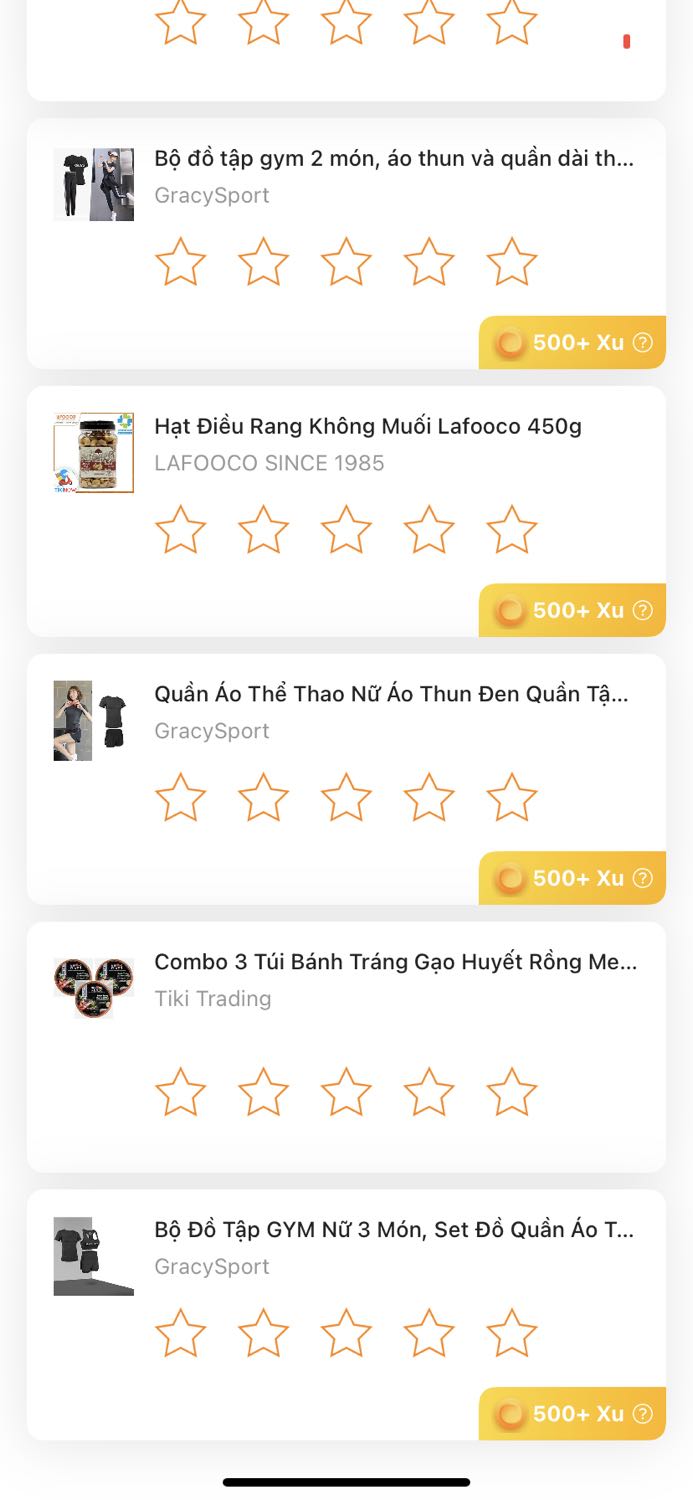 Bộ đồ tập gym 2 món, áo thun và quần dài th...
GracySport
500+ Xu ?
Hạt Điều Rang Không Muối Lafooco 450g
LAFOOCO SINCE 1985
500+ Xu ?
Quần Áo Thể Thao Nữ Áo Thun Đen Quần Tậ...
GracySport
500+ Xu ?
Combo 3 Túi Bánh Tráng Gạo Huyết Rồng Me...
Tiki Trading
Bộ Đồ Tập GYM Nữ 3 Món, Set Đồ Quần Áo T...
GracySport
500+ Xu ?